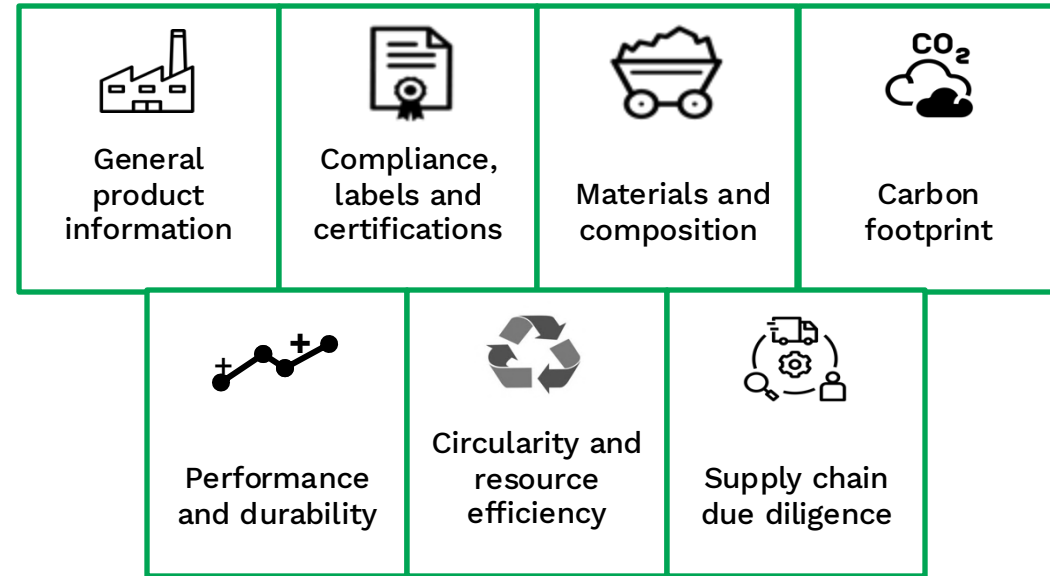 General
product
information
Compliance,
labels and
certifications
Materials and
composition
CO₂
Carbon
footprint
Performance
and durability
Circularity and
resource
efficiency
Supply chain
due diligence